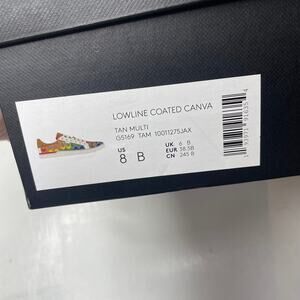 LOWLINE COATED CANVA
TAN MULTI
G5169 TAM 10011275JAX
US 8 B
UK 6 B
EUR 38.5B
CN 245 B